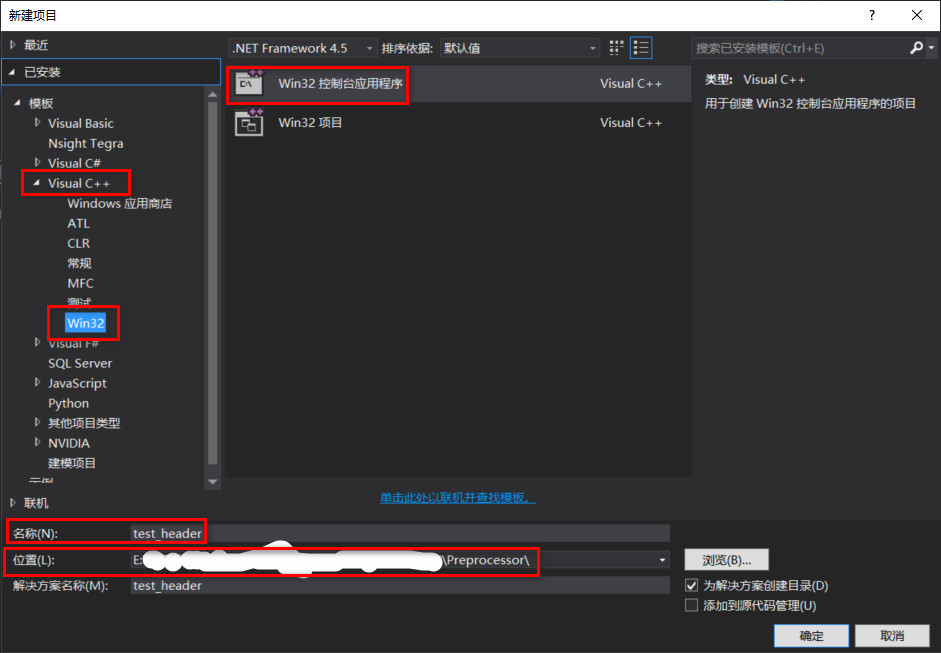 新建项目
?
最近
.NET Framework 4.5
排序依据:
默认值
搜索已安装模板(Ctrl+E)
已安装
模板
Visual Basic
Nsight Tegra
Visual C#
Visual C++
Windows 应用商店
ATL
CLR
常规
MFC
测试
Win32
Visual F#
SQL Server
JavaScript
Python
其他项目类型
NVIDIA
建模项目
示例
联机
Win32 控制台应用程序
Visual C++
Win32 项目
Visual C++
类型: Visual C++
用于创建 Win32 控制台应用程序的项目
单击此处以联机并查找模板。
名称(N):
test_header
位置(L):
E:
\Preprocessor\
浏览(B)...
解决方案名称(M):
test_header
为解决方案创建目录(D)
添加到源代码管理(U)
确定
取消